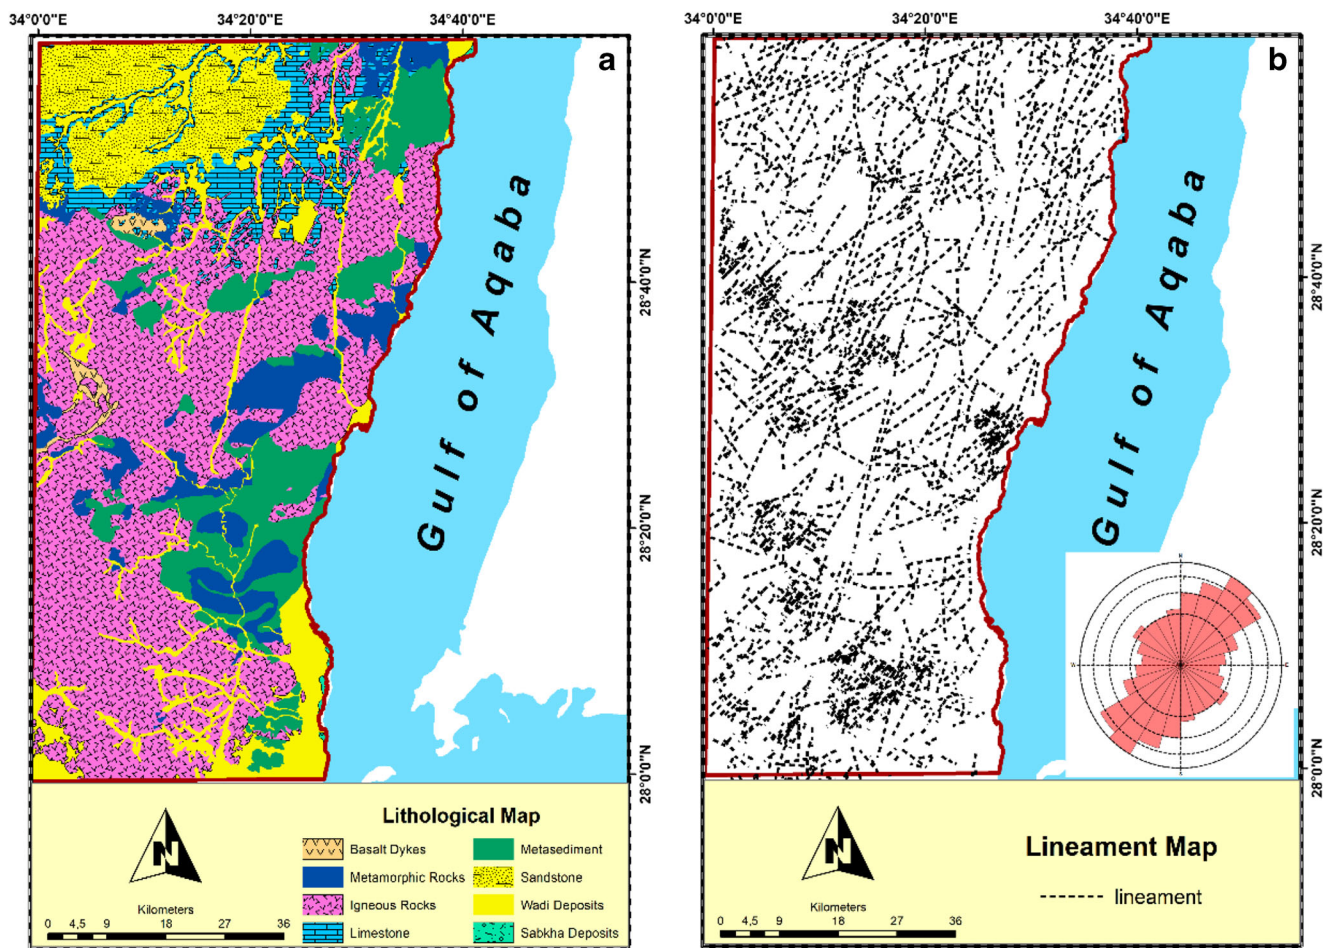 34°0'0"E
34°20'0"E
34°40'0"E
a
Gulf of Aqaba
28°40'0"N
28°20'0"N
28°0'0"N
N
Kilometers
0 4,5 9 18 27 36
Lithological Map
Basalt Dykes
Metasediment
Metamorphic Rocks
Sandstone
Igneous Rocks
Wadi Deposits
Limestone
Sabkha Deposits
34°0'0"E
34°20'0"E
34°40'0"E
b
Gulf of Aqaba
28°40'0"N
28°20'0"N
28°0'0"N
N
W
E
S
N
Kilometers
0 4,5 9 18 27 36
Lineament Map
lineament